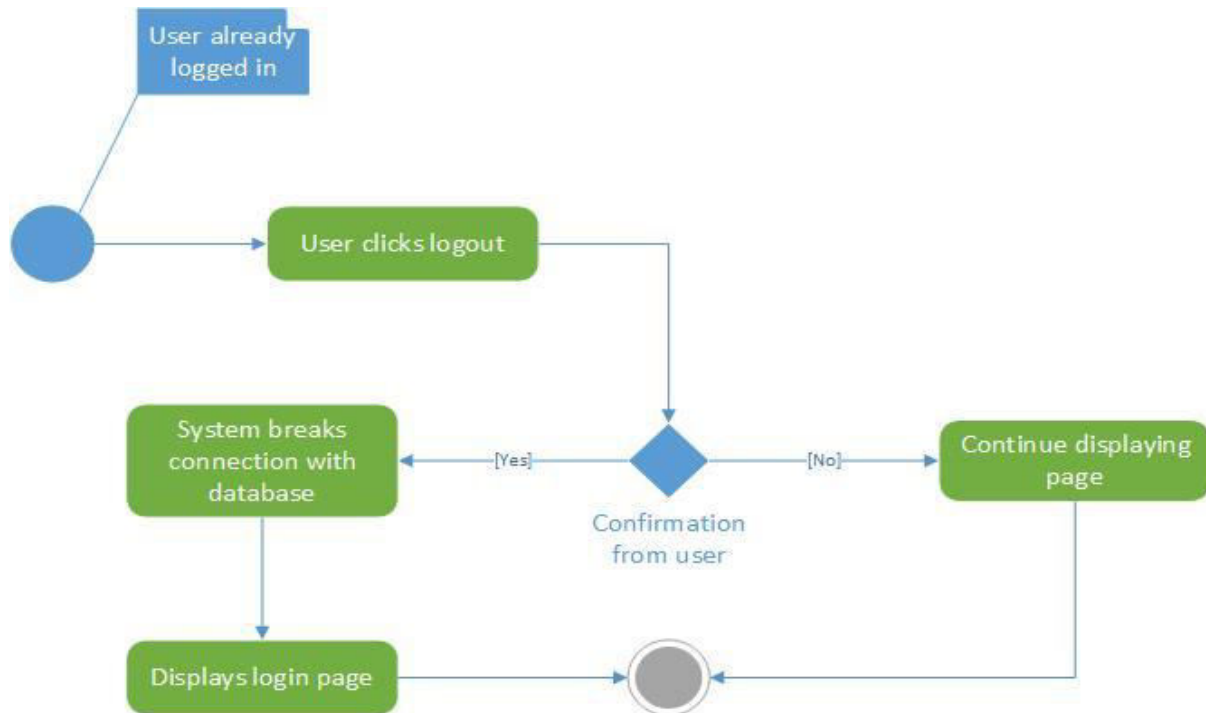 User already
logged in
User clicks logout
System breaks
connection with
database
[Yes]
[No]
Continue displaying
page
Confirmation
from user
Displays login page